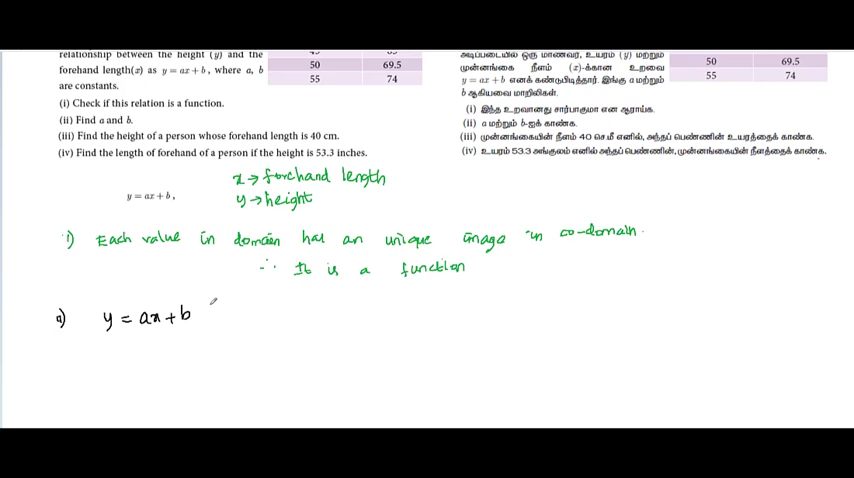 relationship between the height (y) and the
forehand length(x) as y = ax + b, where a, b
are constants.
(i) Check if this relation is a function.
(ii) Find a and b.
(iii) Find the height of a person whose forehand length is 40 cm.
(iv) Find the length of forehand of a person if the height is 53.3 inches.
50 69.5
55 74
அடிப்படையில் ஒரு மாணவர், உயரம் (y) மற்றும்
முன்னங்கை நீளம் (x)-க்கான உறவை
y = ax + b எனக் கண்டுபிடித்தார். இங்கு a மற்றும்
b ஆகியவை மாறிலிகள்.
(i) இந்த உறவானது சார்பாகுமா என ஆராய்க.
(ii) a மற்றும் b-ஐக் காண்க.
(iii) முன்னங்கையின் நீளம் 40 செ.மீ எனில், அந்தப் பெண்ணின் உயரத்தைக் காண்க.
(iv) உயரம் 53.3 அங்குலம் எனில் அந்தப் பெண்ணின், முன்னங்கை நீளத்தைக் காண்க.
50 69.5
55 74
y = ax + b,
x → forehand length
y → height
i) Each value in domain has an unique image in co-domain.
∴ It is a function
y = ax + b